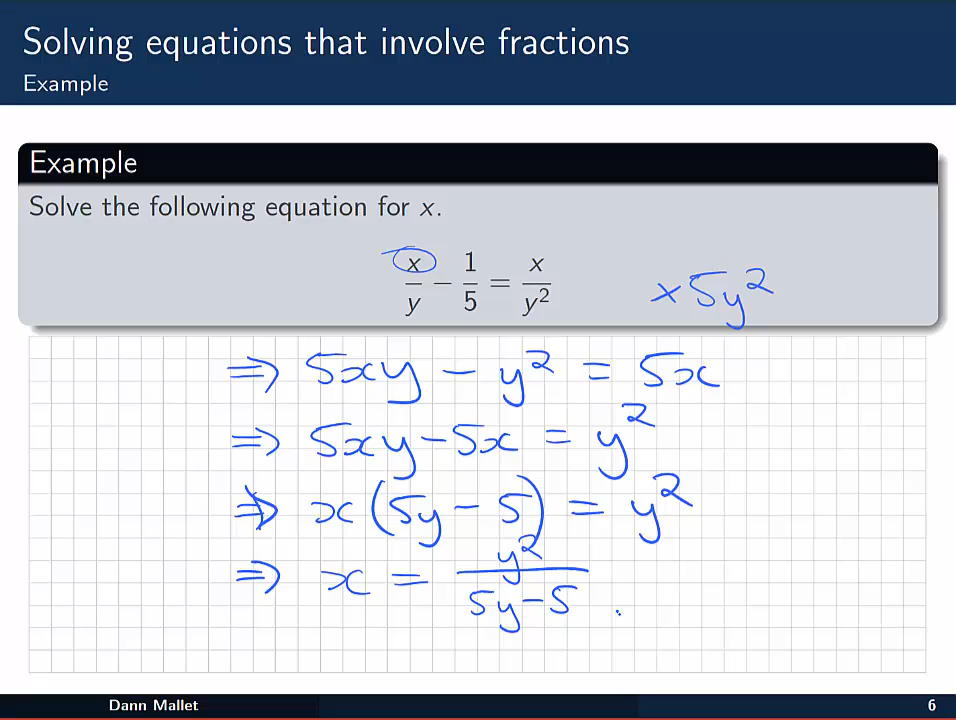 Solving equations that involve fractions
Example
Example
Solve the following equation for x.
x/y − 1/5 = x/y²
×5y²
⇒ 5xy − y² = 5x
⇒ 5xy − 5x = y²
⇒ x(5y − 5) = y²
⇒ x = y²/(5y − 5)
Dann Mallet 6